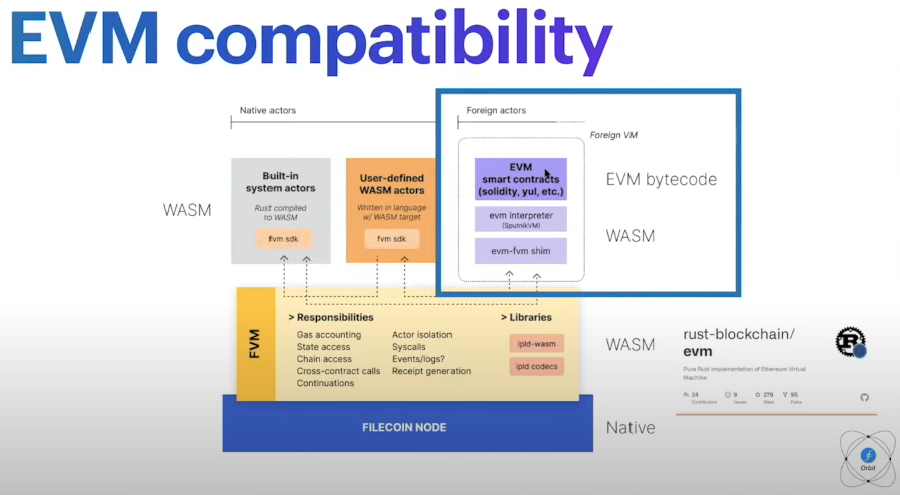 EVM compatibility
Native actors
Foreign actors
Foreign VM
WASM
Built-in
system actors
Rust compiled
to WASM
fvm sdk
User-defined
WASM actors
Written in language
w/ WASM target
fvm sdk
EVM
smart contracts
(solidity, yul, etc.)
evm interpreter
(SputnikVM)
evm-fvm shim
EVM bytecode
WASM
FVM
> Responsibilities
Gas accounting
State access
Chain access
Cross-contract calls
Continuations
Actor isolation
Syscalls
Events/logs?
Receipt generation
> Libraries
ipld-wasm
ipld codecs
WASM
FILECOIN NODE
Native
rust-blockchain/
evm
Pure Rust implementation of Ethereum Virtual
Machine
24
Contributors
9
Issues
279
Stars
95
Forks
Orbit